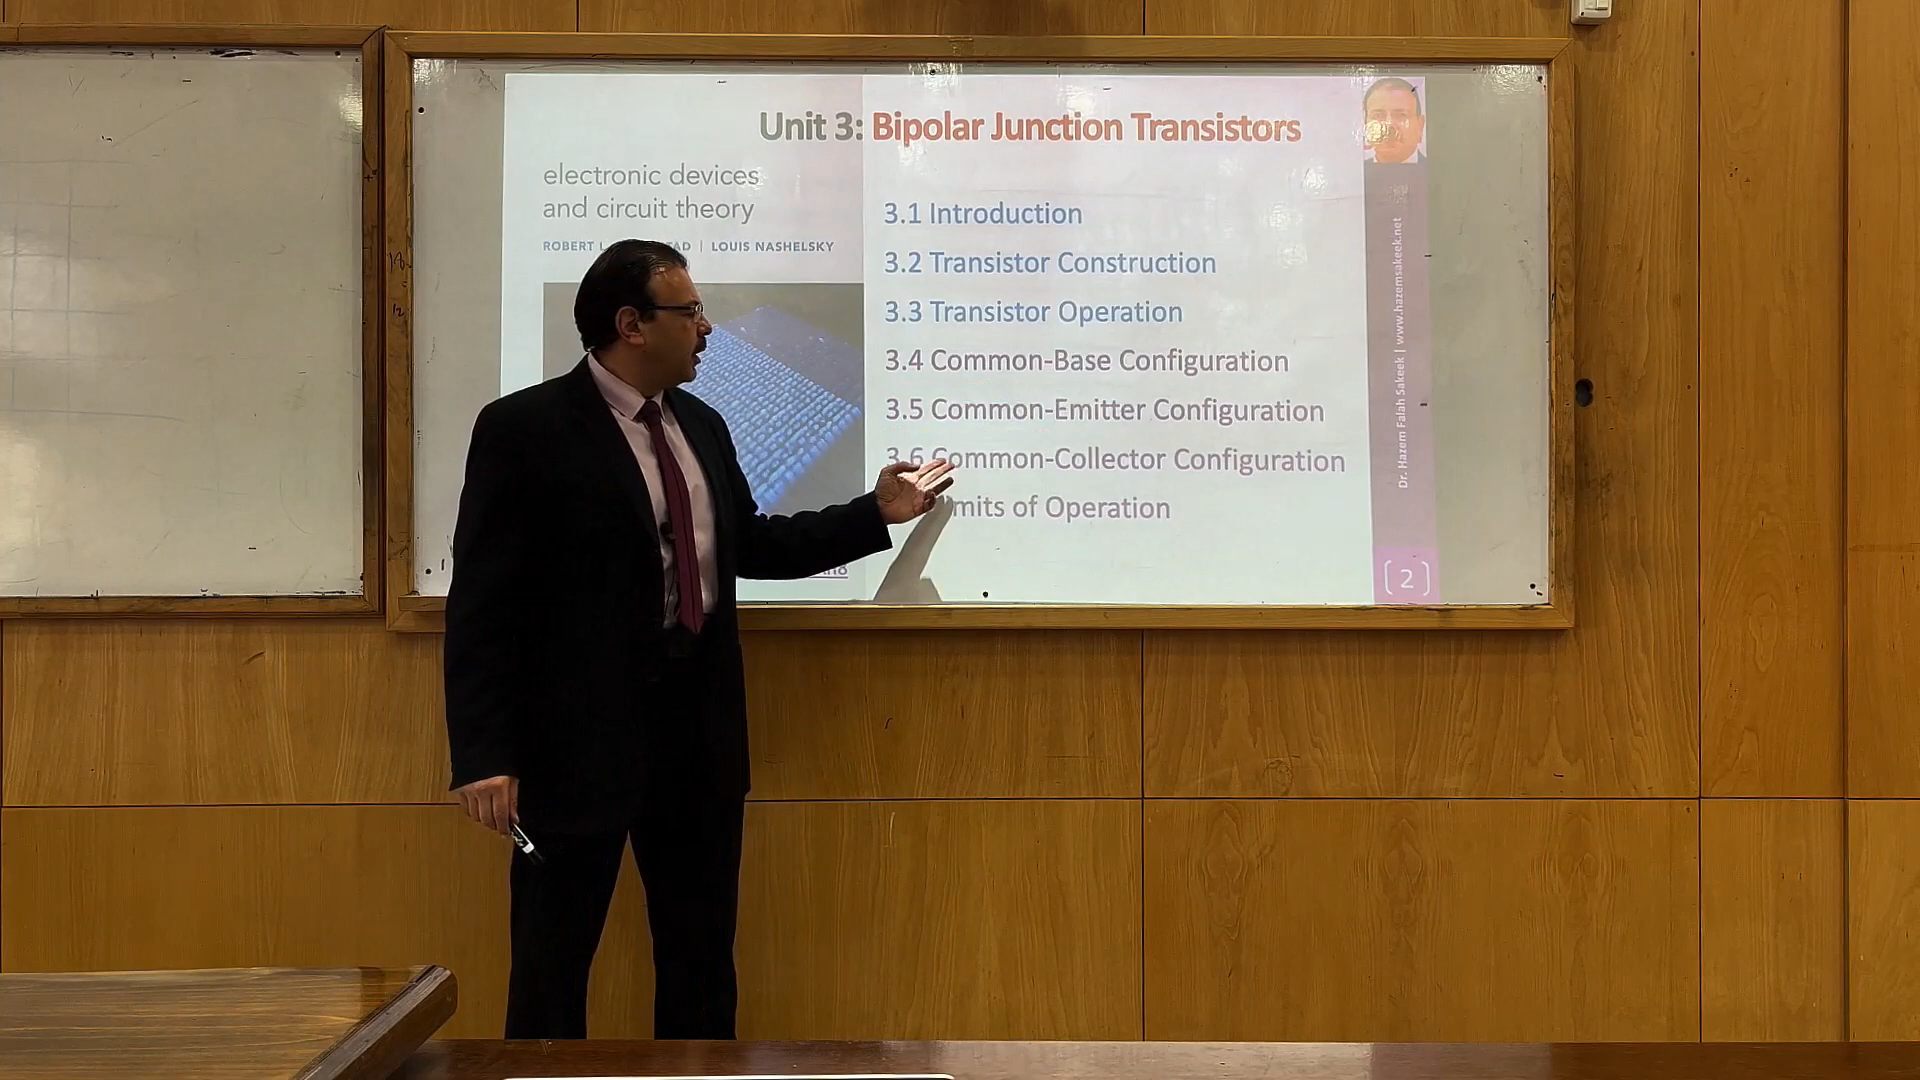 Unit 3: Bipolar Junction Transistors
electronic devices
and circuit theory
ROBERT L. | LOUIS NASHELSKY
3.1 Introduction
3.2 Transistor Construction
3.3 Transistor Operation
3.4 Common-Base Configuration
3.5 Common-Emitter Configuration
3.6 Common-Collector Configuration
of Operation
Dr. Hazem Falah Sakeek | www.hazemsakeek.net
[2]